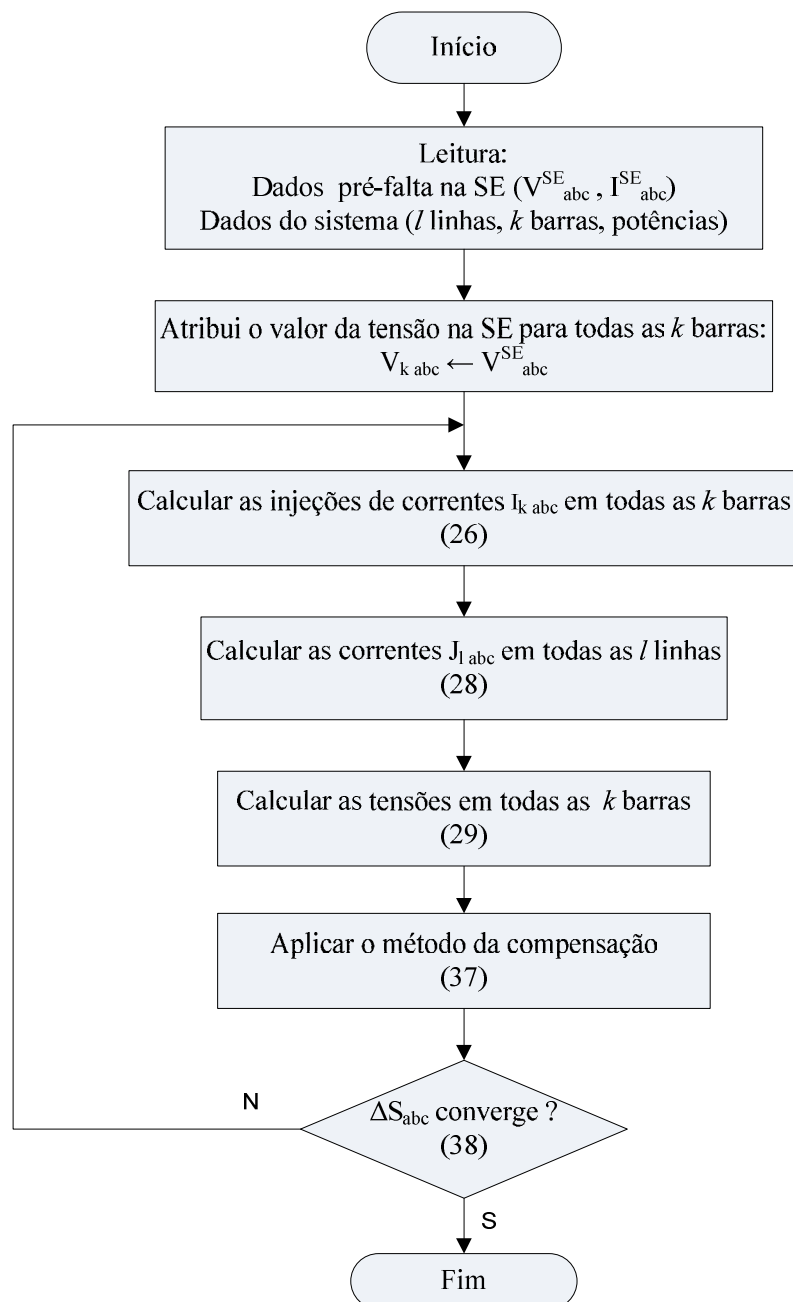 Início
Leitura:
Dados pré-falta na SE (V^SE_abc , I^SE_abc)
Dados do sistema (l linhas, k barras, potências)
Atribui o valor da tensão na SE para todas as k barras:
V_k abc ← V^SE_abc
Calcular as injeções de correntes I_k abc em todas as k barras
(26)
Calcular as correntes J_l abc em todas as l linhas
(28)
Calcular as tensões em todas as k barras
(29)
Aplicar o método da compensação
(37)
N
ΔS_abc converge ?
(38)
S
Fim